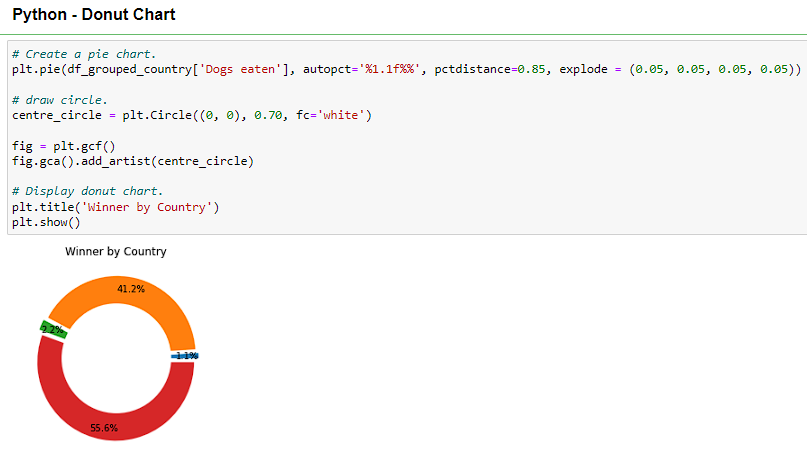 Python - Donut Chart
# Create a pie chart.
plt.pie(df_grouped_country['Dogs eaten'], autopct='%1.1f%%', pctdistance=0.85, explode = (0.05, 0.05, 0.05, 0.05))
# draw circle.
centre_circle = plt.Circle((0, 0), 0.70, fc='white')
fig = plt.gcf()
fig.gca().add_artist(centre_circle)
# Display donut chart.
plt.title('Winner by Country')
plt.show()
Winner by Country
41.2%
2.2%
1.1%
55.6%